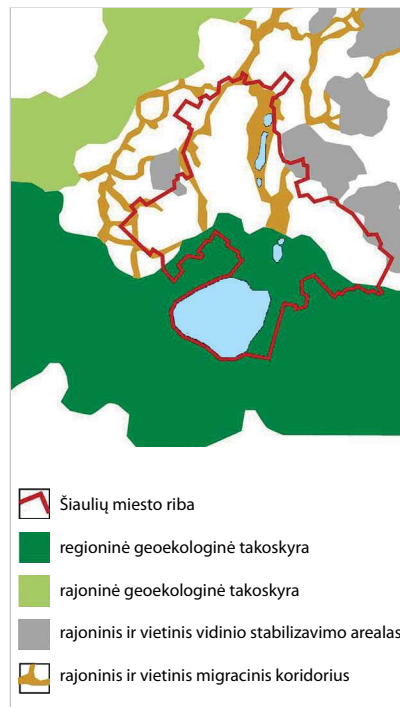 Šiaulių miesto riba
regioninė geoekologinė takoskyra
rajoninė geoekologinė takoskyra
rajoninis ir vietinis vidinio stabilizavimo arealas
rajoninis ir vietinis migracinis koridorius